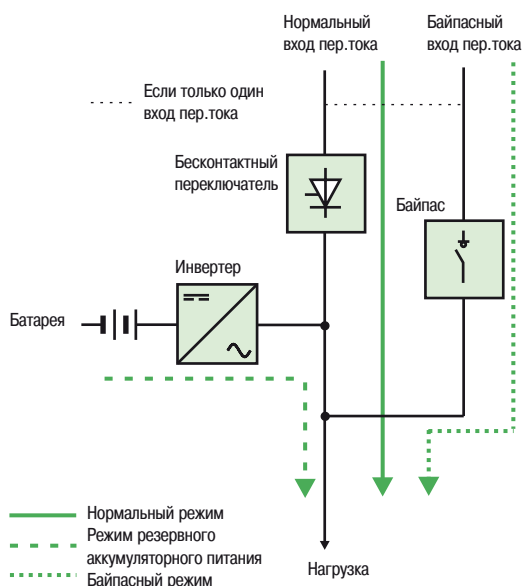 Нормальный
вход пер.тока
Байпасный
вход пер.тока
Если только один
вход пер.тока
Бесконтактный
переключатель
Байпас
Инвертер
Батарея
Нормальный режим
Режим резервного
аккумуляторного питания
Байпасный режим
Нагрузка